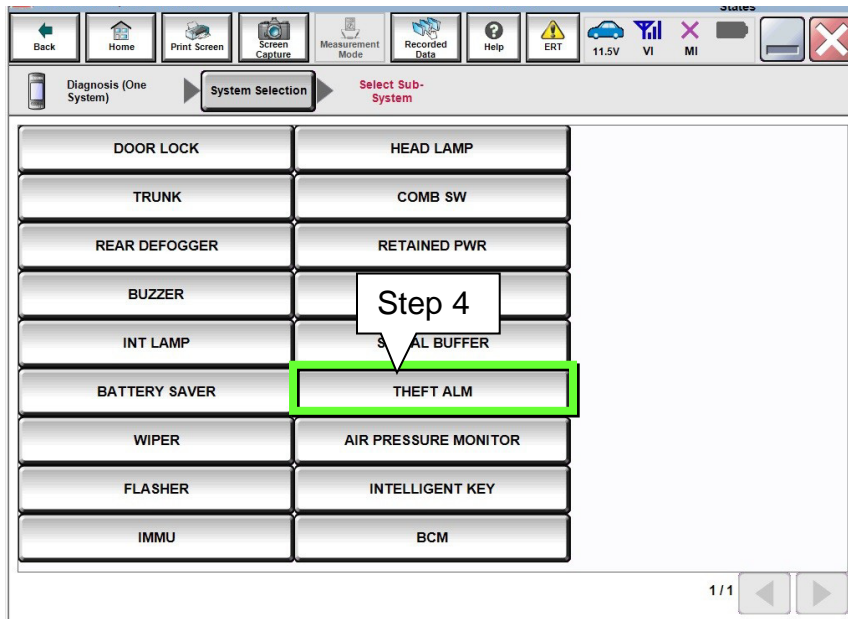 States
Back
Home
Print Screen
Screen Capture
Measurement Mode
Recorded Data
Help
ERT
11.5V
VI
MI
Diagnosis (One System)
System Selection
Select Sub-System
DOOR LOCK
HEAD LAMP
TRUNK
COMB SW
REAR DEFOGGER
RETAINED PWR
BUZZER
Step 4
INT LAMP
AL BUFFER
BATTERY SAVER
THEFT ALM
WIPER
AIR PRESSURE MONITOR
FLASHER
INTELLIGENT KEY
IMMU
BCM
1/1